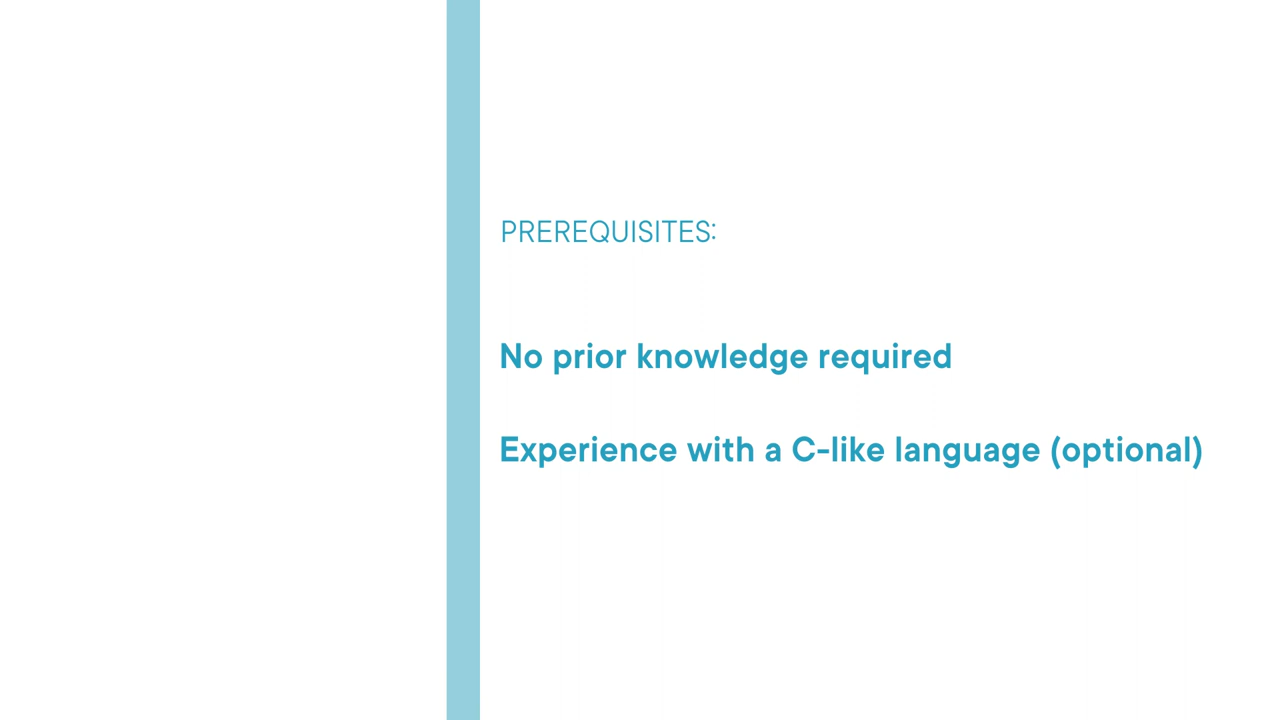 PREREQUISITES:
No prior knowledge required
Experience with a C-like language (optional)